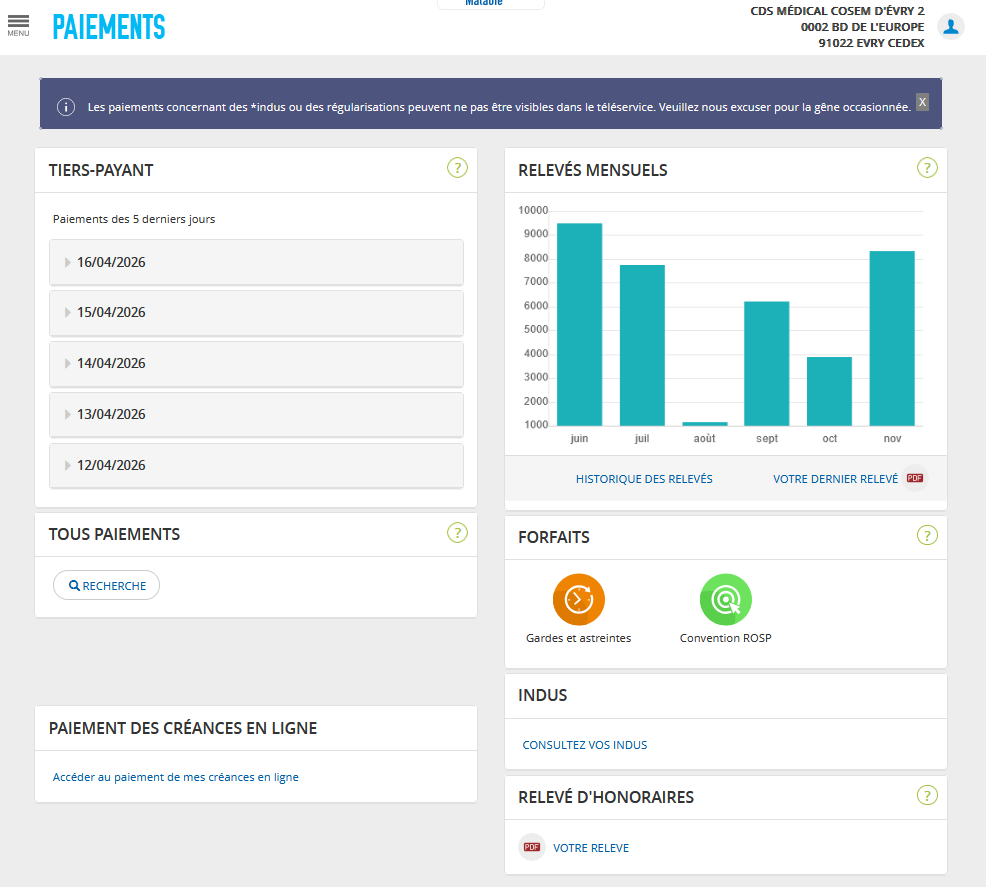 Matable
MENU
PAIEMENTS
CDS MÉDICAL COSEM D'ÉVRY 2
0002 BD DE L'EUROPE
91022 EVRY CEDEX
Les paiements concernant des *indus ou des régularisations peuvent ne pas être visibles dans le téléservice. Veuillez nous excuser pour la gêne occasionnée.
X
TIERS-PAYANT
?
Paiements des 5 derniers jours
16/04/2026
15/04/2026
14/04/2026
13/04/2026
12/04/2026
TOUS PAIEMENTS
?
RECHERCHE
PAIEMENT DES CRÉANCES EN LIGNE
Accéder au paiement de mes créances en ligne
RELEVÉS MENSUELS
?
10000
9000
8000
7000
6000
5000
4000
3000
2000
1000
juin juil août sept oct nov
HISTORIQUE DES RELEVÉS
VOTRE DERNIER RELEVÉ PDF
FORFAITS
?
Gardes et astreintes
Convention ROSP
INDUS
CONSULTEZ VOS INDUS
RELEVÉ D'HONORAIRES
?
PDF VOTRE RELEVE